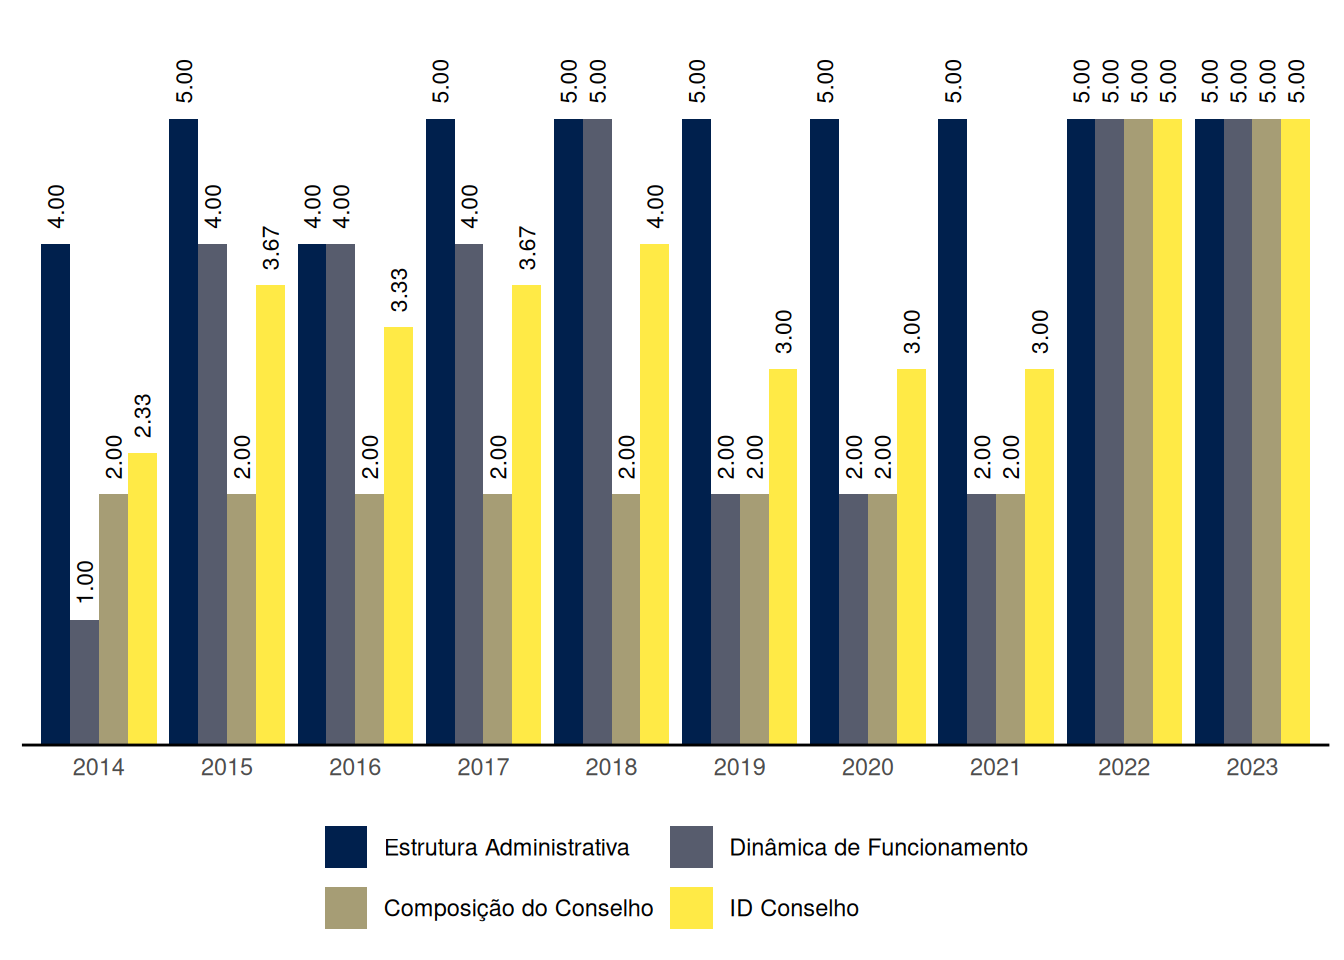 4.00 1.00 2.00 2.33 5.00 4.00 2.00 3.67 4.00 4.00 2.00 3.33 5.00 4.00 2.00 3.67 5.00 5.00 2.00 4.00 5.00 2.00 2.00 3.00 5.00 2.00 2.00 3.00 5.00 2.00 2.00 3.00 5.00 5.00 5.00 5.00 5.00 5.00 5.00 5.00
2014 2015 2016 2017 2018 2019 2020 2021 2022 2023
Estrutura Administrativa Dinâmica de Funcionamento
Composição do Conselho ID Conselho